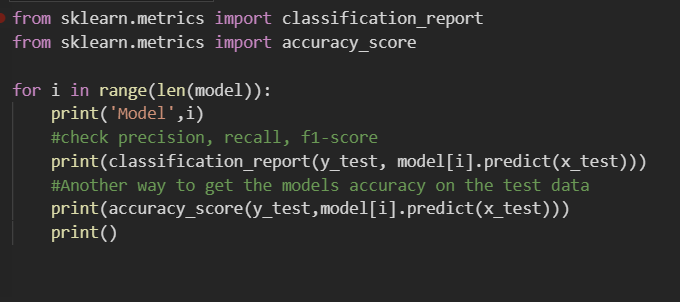 from sklearn.metrics import classification_report
from sklearn.metrics import accuracy_score

for i in range(len(model)):
    print('Model',i)
    #check precision, recall, f1-score
    print(classification_report(y_test, model[i].predict(x_test)))
    #Another way to get the models accuracy on the test data
    print(accuracy_score(y_test,model[i].predict(x_test)))
    print()